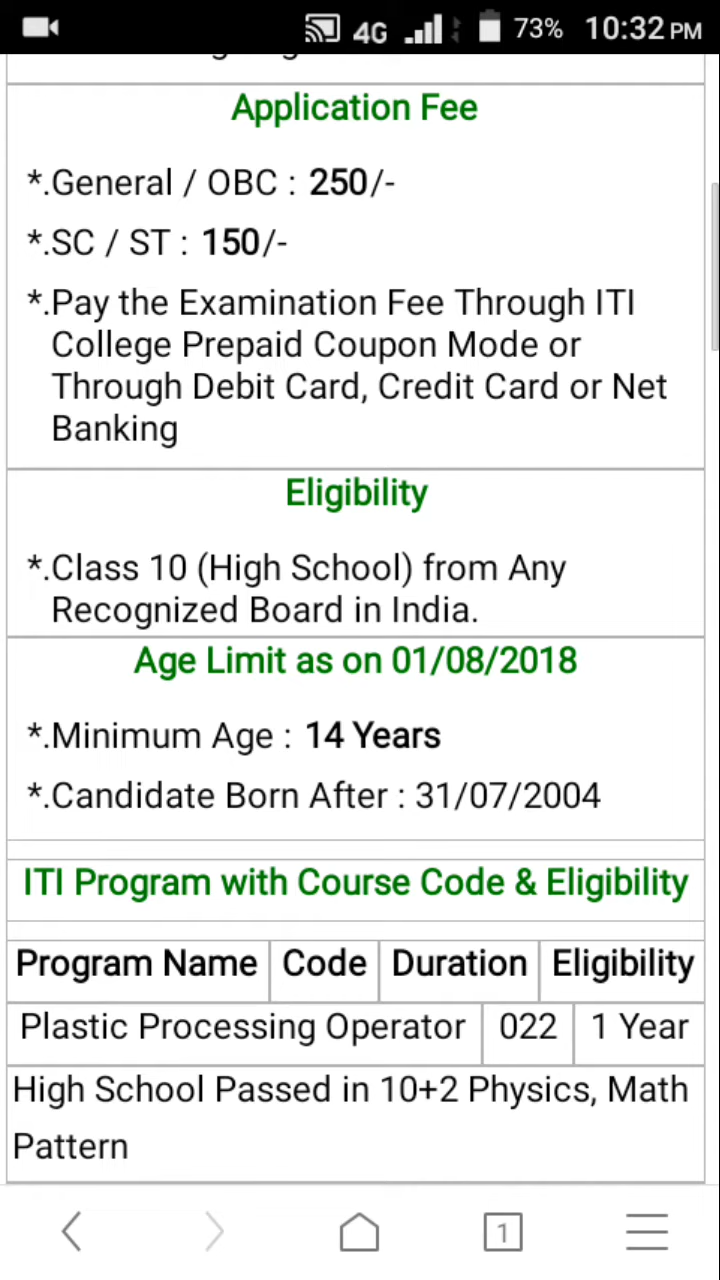 4G 73% 10:32 PM
Application Fee
*.General / OBC : 250/-
*.SC / ST : 150/-
*.Pay the Examination Fee Through ITI
College Prepaid Coupon Mode or
Through Debit Card, Credit Card or Net
Banking
Eligibility
*.Class 10 (High School) from Any
Recognized Board in India.
Age Limit as on 01/08/2018
*.Minimum Age : 14 Years
*.Candidate Born After : 31/07/2004
ITI Program with Course Code & Eligibility
Program Name Code Duration Eligibility
Plastic Processing Operator 022 1 Year
High School Passed in 10+2 Physics, Math
Pattern
1